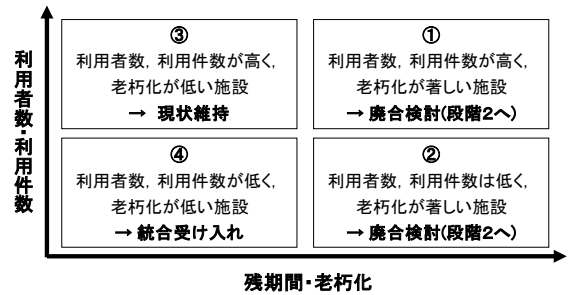 利用者数・利用件数
③
利用者数，利用件数が高く，
老朽化が低い施設
→ 現状維持
①
利用者数，利用件数が高く，
老朽化が著しい施設
→ 廃合検討(段階２へ)
④
利用者数，利用件数が低く，
老朽化が低い施設
→ 統合受け入れ
②
利用者数，利用件数は低く，
老朽化が著しい施設
→ 廃合検討(段階２へ)
残期間・老朽化